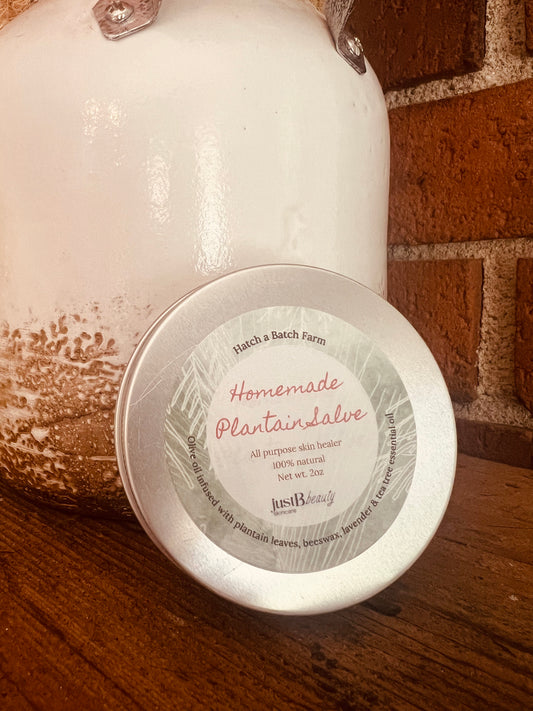 Hatch a Batch Farm
Homemade
Plantain Salve
All purpose skin healer
100% natural
Net wt. 2oz
justB.beauty
skincare
Olive oil infused with plantain leaves, beeswax, lavender & tea tree essential oil